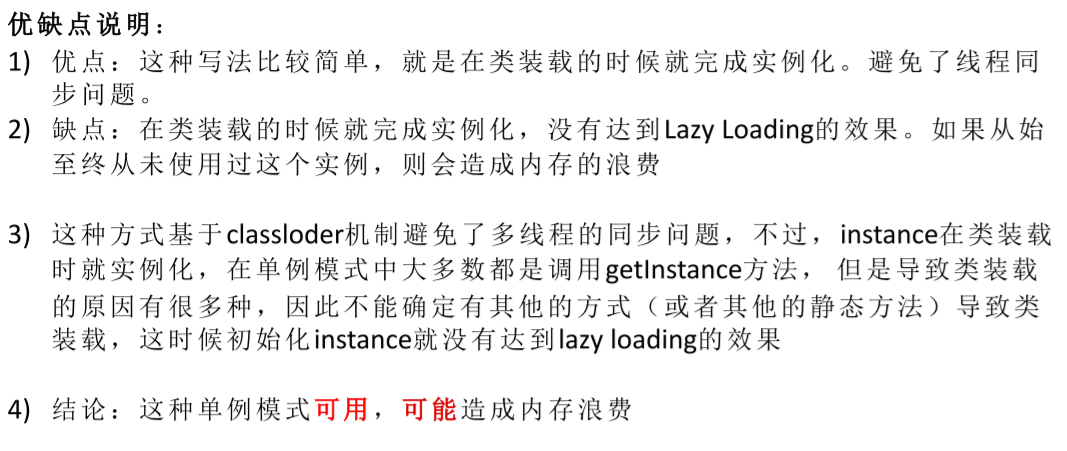 优缺点说明：
1) 优点：这种写法比较简单，就是在类装载的时候就完成实例化。避免了线程同
步问题。
2) 缺点：在类装载的时候就完成实例化，没有达到Lazy Loading的效果。如果从始
至终从未使用过这个实例，则会造成内存的浪费
3) 这种方式基于classloder机制避免了多线程的同步问题，不过，instance在类装载
时就实例化，在单例模式中大多数都是调用getInstance方法， 但是导致类装载
的原因有很多种，因此不能确定有其他的方式（或者其他的静态方法）导致类
装载，这时候初始化instance就没有达到lazy loading的效果
4) 结论：这种单例模式可用，可能造成内存浪费